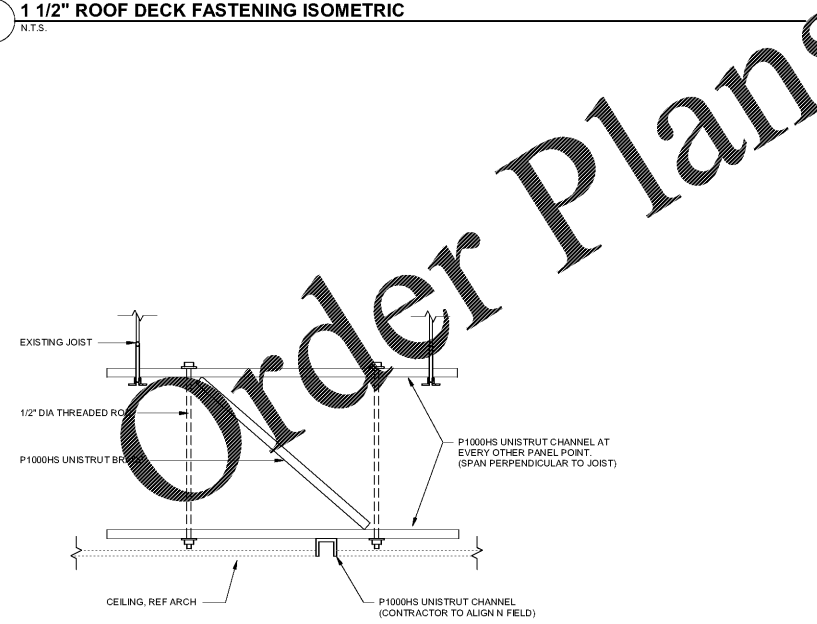 1 1/2" ROOF DECK FASTENING ISOMETRIC
N.T.S.
Order Plans
EXISTING JOIST
1/2" DIA THREADED ROD
P1000HS UNISTRUT BRACE
P1000HS UNISTRUT CHANNEL AT
EVERY OTHER PANEL POINT.
(SPAN PERPENDICULAR TO JOIST)
CEILING, REF ARCH
P1000HS UNISTRUT CHANNEL
(CONTRACTOR TO ALIGN N FIELD)